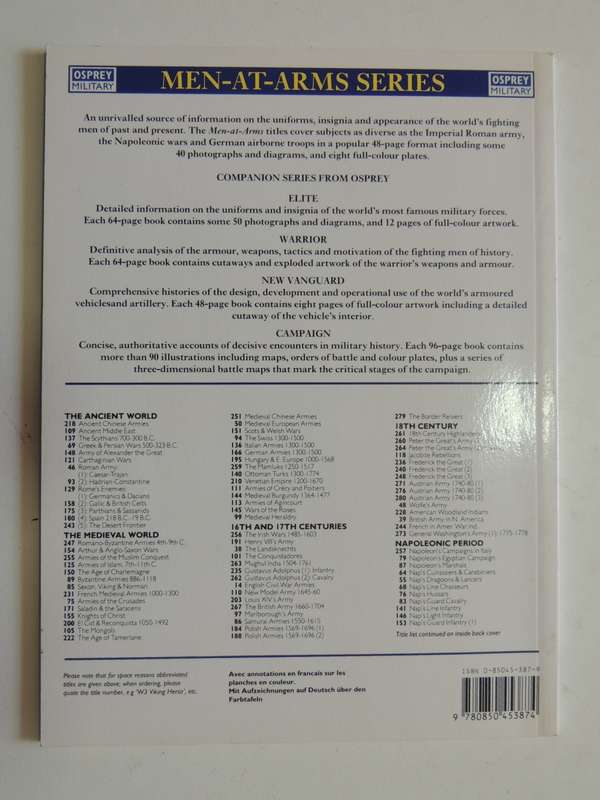 OSPREY
MILITARY
MEN-AT-ARMS SERIES
OSPREY
MILITARY
An unrivalled source of information on the uniforms, insignia and appearance of the world's fighting
men of past and present. The Men-at-Arms titles cover subjects as diverse as the Imperial Roman army,
the Napoleonic wars and German airborne troops in a popular 48-page format including some
40 photographs and diagrams, and eight full-colour plates.
COMPANION SERIES FROM OSPREY
ELITE
Detailed information on the uniforms and insignia of the world's most famous military forces.
Each 64-page book contains some 50 photographs and diagrams, and 12 pages of full-colour artwork.
WARRIOR
Definitive analysis of the armour, weapons, tactics and motivation of the fighting men of history.
Each 64-page book contains cutaways and exploded artwork of the warrior's weapons and armour.
NEW VANGUARD
Comprehensive histories of the design, development and operational use of the world's armoured
vehiclesand artillery. Each 48-page book contains eight pages of full-colour artwork including a detailed
cutaway of the vehicle's interior.
CAMPAIGN
Concise, authoritative accounts of decisive encounters in military history. Each 96-page book contains
more than 90 illustrations including maps, orders of battle and colour plates, plus a series of
three-dimensional battle maps that mark the critical stages of the campaign.
THE ANCIENT WORLD
218 Ancient Chinese Armies
109 Ancient Middle East
137 The Scythians 700-300 B.C.
69 Greek & Persian Wars 500-323 B.C.
148 Army of Alexander the Great
121 Carthaginian Wars
46 Roman Army:
(1) Caesar-Trajan
93 (2) Hadrian-Constantine
129 Rome's Enemies:
(1) Germanics & Dacians
158 (2) Gallic & British Celts
175 (3) Parthians & Sassanids
180 (4) Spain 218 B.C.-19 B.C.
243 (5) The Desert Frontier
THE MEDIEVAL WORLD
247 Romano-Byzantine Armies 4th-9th C.
154 Arthur & Anglo-Saxon Wars
255 Armies of the Muslim Conquest
125 Armies of Islam, 7th-11th C.
150 The Age of Charlemagne
89 Byzantine Armies 886-1118
85 Saxon, Viking & Norman
231 French Medieval Armies 1000-1300
75 Armies of the Crusades
171 Saladin & the Saracens
155 Knights of Christ
200 El Cid & Reconquista 1050-1492
105 The Mongols
222 The Age of Tamerlane
251 Medieval Chinese Armies
50 Medieval European Armies
151 Scots & Welsh Wars
94 The Swiss 1300-1500
136 Italian Armies 1300-1500
166 German Armies 1300-1500
195 Hungary & E. Europe 1000-1568
259 The Mamluks 1250-1517
140 Ottoman Turks 1300-1774
210 Venetian Empire 1200-1670
111 Armies of Crécy and Poitiers
144 Medieval Burgundy 1364-1477
113 Armies of Agincourt
145 Wars of the Roses
99 Medieval Heraldry
16TH AND 17TH CENTURIES
256 The Irish Wars 1485-1603
191 Henry VIII's Army
58 The Landsknechts
101 The Conquistadores
263 Mughul India 1504-1761
235 Gustavus Adolphus (1) Infantry
262 Gustavus Adolphus (2) Cavalry
14 English Civil War Armies
110 New Model Army 1645-60
203 Louis XIV's Army
267 The British Army 1660-1704
97 Marlborough's Army
86 Samurai Armies 1550-1615
184 Polish Armies 1569-1696 (1)
188 Polish Armies 1569-1696 (2)
279 The Border Reivers
18TH CENTURY
261 18th Century Highlanders
260 Peter the Great's Army
264 Peter the Great's Army
118 Jacobite Rebellions
236 Frederick the Great
240 Frederick the Great
248 Frederick the Great
271 Austrian Army 1740-80 (1)
276 Austrian Army 1740-80 (2)
280 Austrian Army 1740-80 (3)
48 Wolfe's Army
228 American Woodland Indians
39 British Army in N. America
244 French in Amer. War Ind.
273 General Washington's Army (1): 1775-1778
NAPOLEONIC PERIOD
257 Napoleon's Campaigns in Italy
79 Napoleon's Egyptian Campaign
87 Napoleon's Marshals
64 Nap's Cuirassiers & Carabiniers
55 Nap's Dragoons & Lancers
68 Nap's Line Chasseurs
76 Nap's Hussars
83 Nap's Guard Cavalry
141 Nap's Line Infantry
146 Nap's Light Infantry
153 Nap's Guard Infantry (1)
Title list continued on inside back cover
Please note that for space reasons abbreviated
titles are given above; when ordering, please
quote the title number, e.g. 'W3 Viking Hersir', etc.
Avec annotations en francais sur les
planches en couleur.
Mit Aufzeichnungen auf Deutsch über den
Farbtafeln
ISBN 0-85045-387-4
9 780850 453874